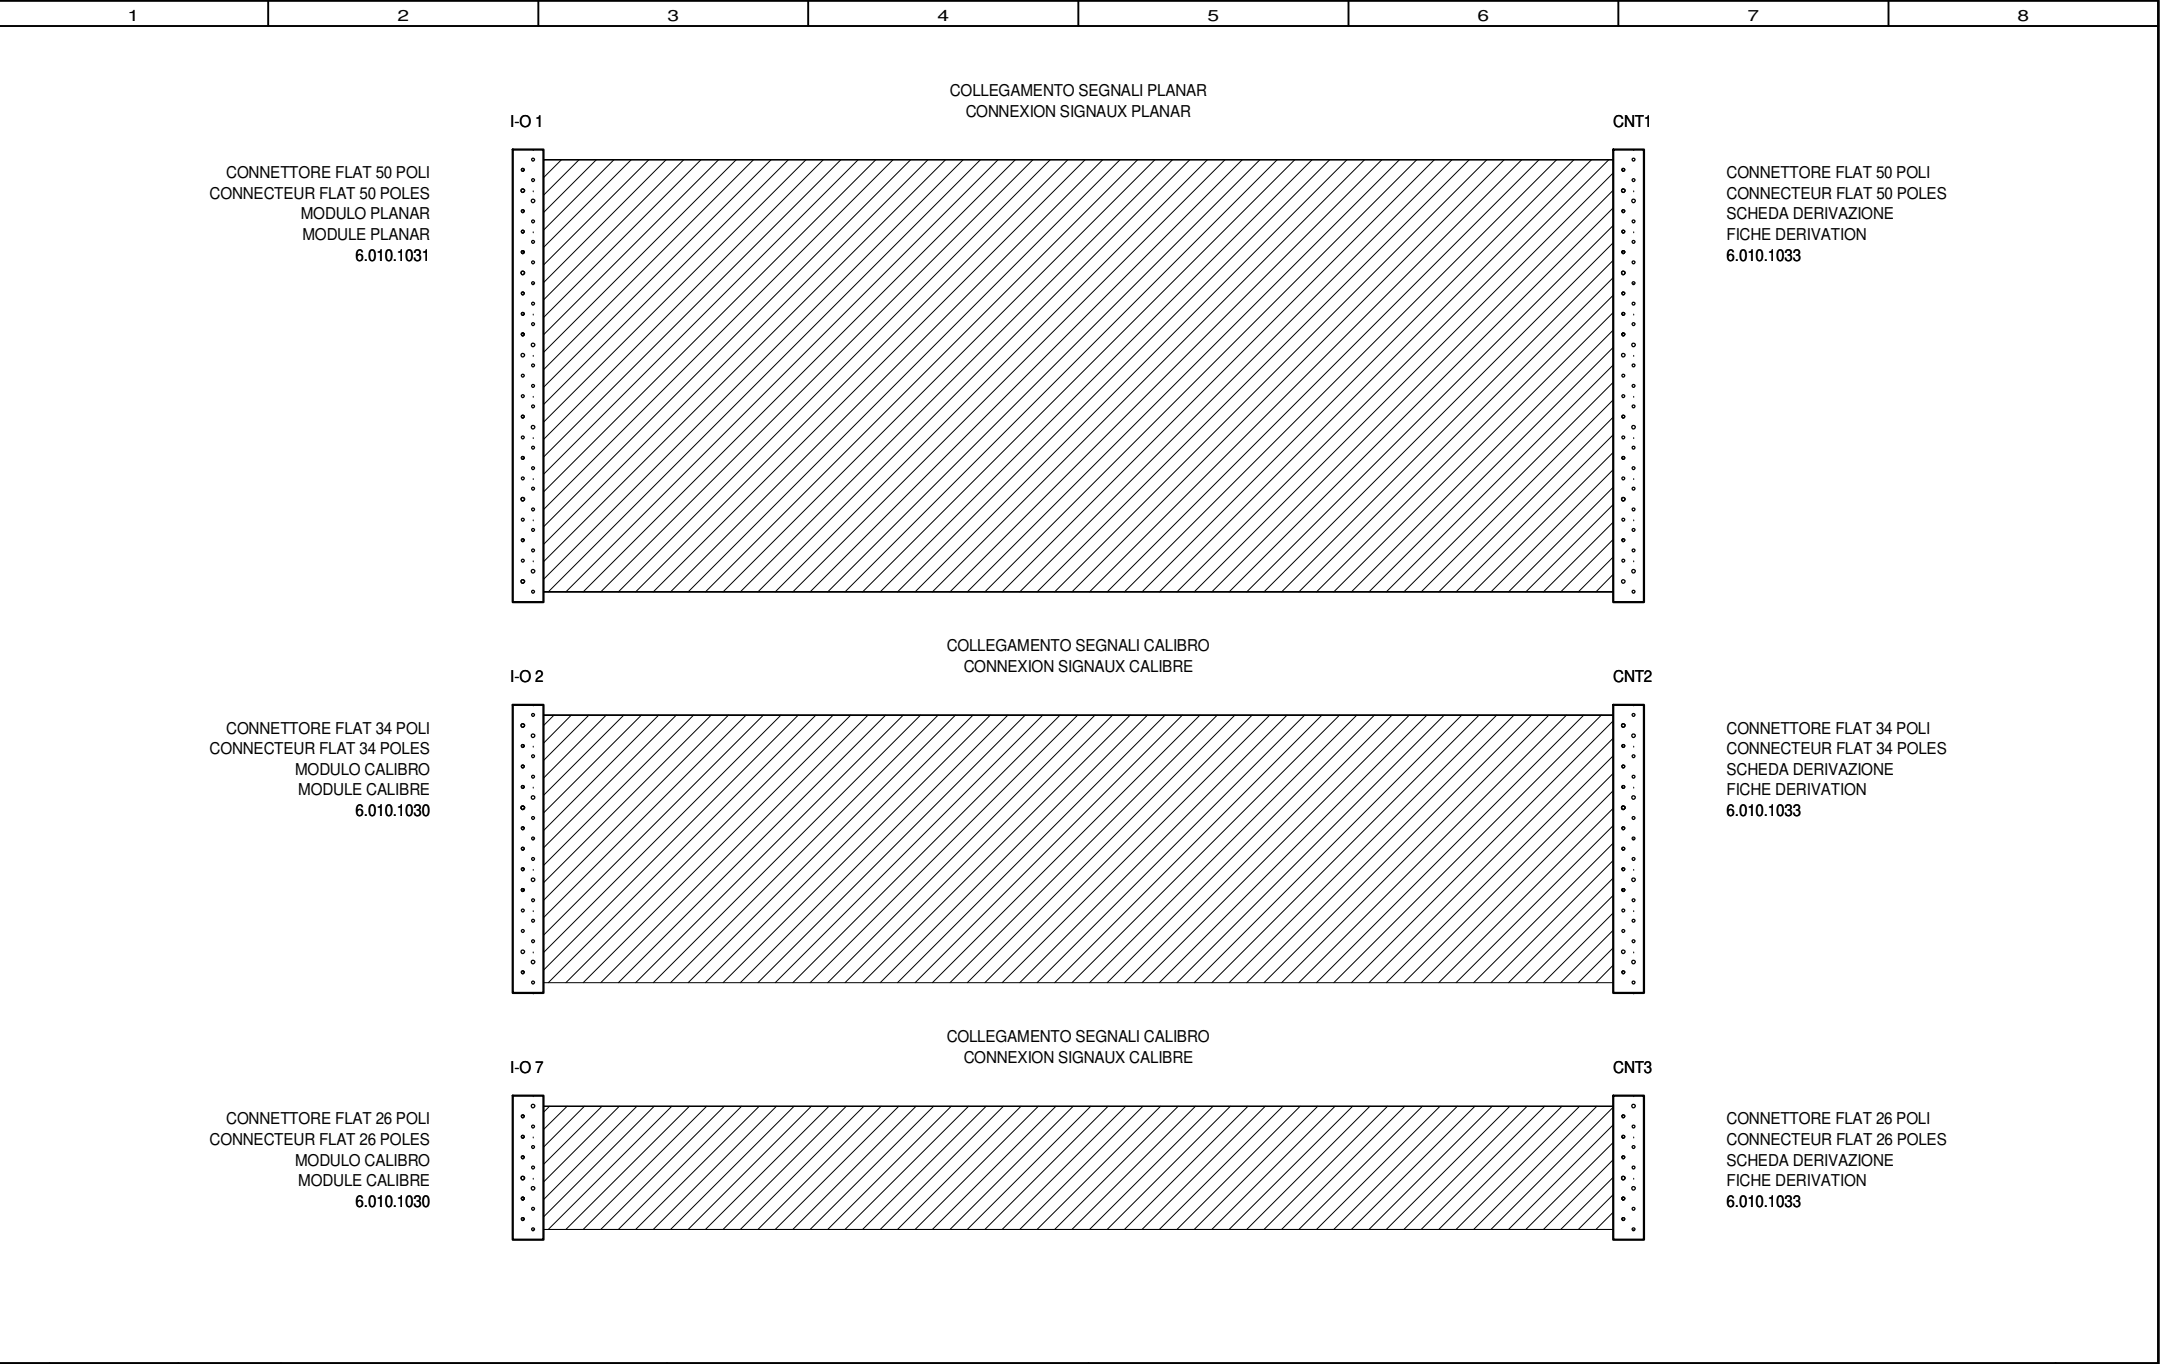 1 2 3 4 5 6 7 8
COLLEGAMENTO SEGNALI PLANAR
CONNEXION SIGNAUX PLANAR
I-O 1
CNT1
CONNETTORE FLAT 50 POLI
CONNECTEUR FLAT 50 POLES
MODULO PLANAR
MODULE PLANAR
6.010.1031
CONNETTORE FLAT 50 POLI
CONNECTEUR FLAT 50 POLES
SCHEDA DERIVAZIONE
FICHE DERIVATION
6.010.1033
COLLEGAMENTO SEGNALI CALIBRO
CONNEXION SIGNAUX CALIBRE
I-O 2
CNT2
CONNETTORE FLAT 34 POLI
CONNECTEUR FLAT 34 POLES
MODULO CALIBRO
MODULE CALIBRE
6.010.1030
CONNETTORE FLAT 34 POLI
CONNECTEUR FLAT 34 POLES
SCHEDA DERIVAZIONE
FICHE DERIVATION
6.010.1033
COLLEGAMENTO SEGNALI CALIBRO
CONNEXION SIGNAUX CALIBRE
I-O 7
CNT3
CONNETTORE FLAT 26 POLI
CONNECTEUR FLAT 26 POLES
MODULO CALIBRO
MODULE CALIBRE
6.010.1030
CONNETTORE FLAT 26 POLI
CONNECTEUR FLAT 26 POLES
SCHEDA DERIVAZIONE
FICHE DERIVATION
6.010.1033